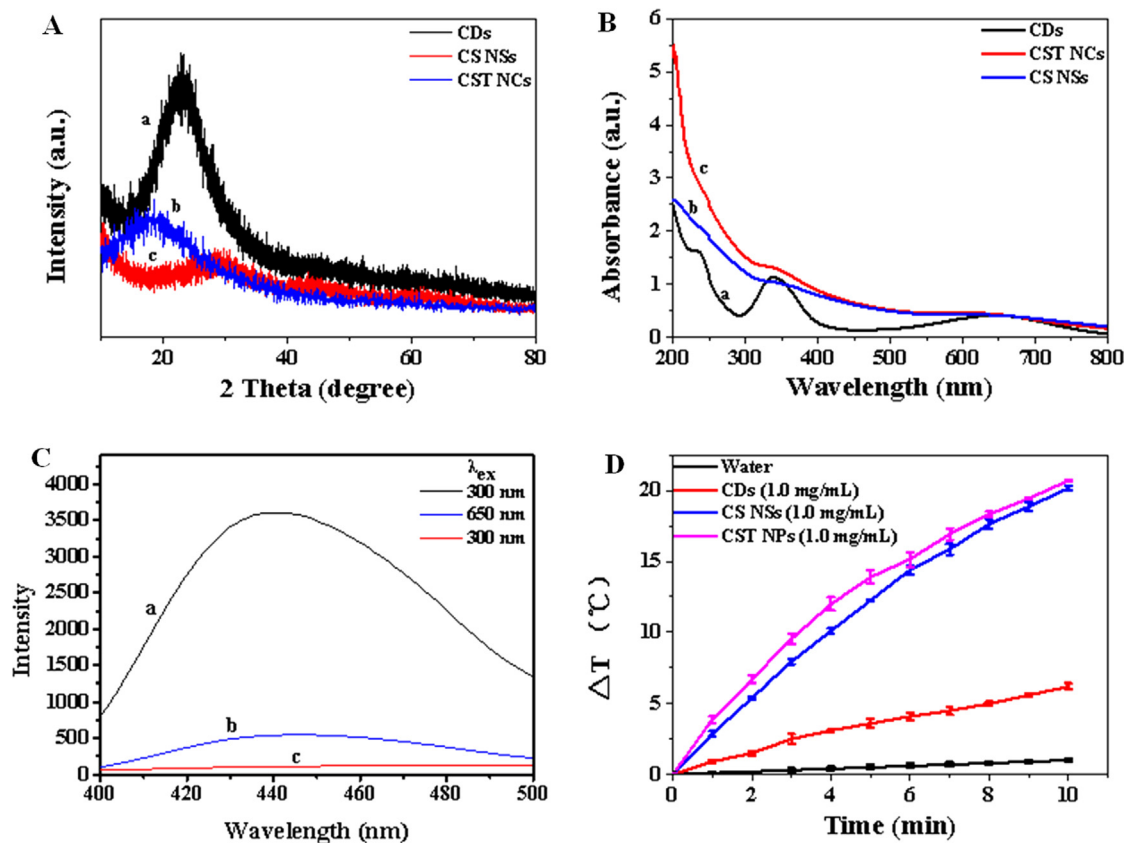 A
CDs
CS NSs
CST NCs
a
b
c
Intensity (a.u.)
20
40
60
80
2 Theta (degree)
B
CDs
CST NCs
CS NSs
c
b
a
Absorbance (a.u.)
6
5
4
3
2
1
0
200
300
400
500
600
700
800
Wavelength (nm)
C
λex
300 nm
650 nm
300 nm
a
b
c
Intensity
4000
3500
3000
2500
2000
1500
1000
500
0
400
420
440
460
480
500
Wavelength (nm)
D
Water
CDs (1.0 mg/mL)
CS NSs (1.0 mg/mL)
CST NPs (1.0 mg/mL)
△T (℃)
20
15
10
5
0
0
2
4
6
8
10
Time (min)